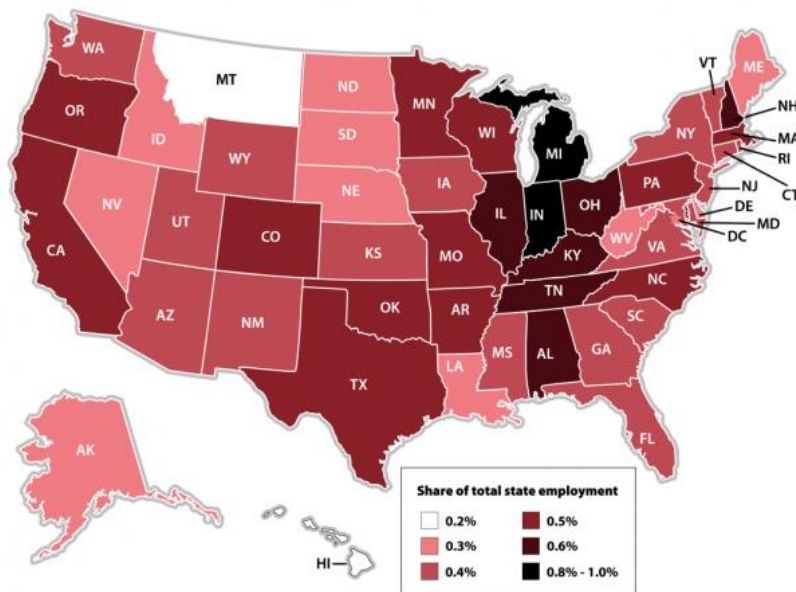 WA
MT
ND
MN
VT
ME
OR
ID
SD
WI
MI
NY
NH
MA
RI
CT
WY
NE
IA
PA
NJ
DE
MD
DC
NV
UT
CO
IL
IN
OH
WV
VA
CA
KS
MO
KY
NC
TN
AZ
NM
OK
AR
SC
MS
AL
GA
TX
LA
FL
AK
HI
Share of total state employment
0.2%
0.5%
0.3%
0.6%
0.4%
0.8% - 1.0%